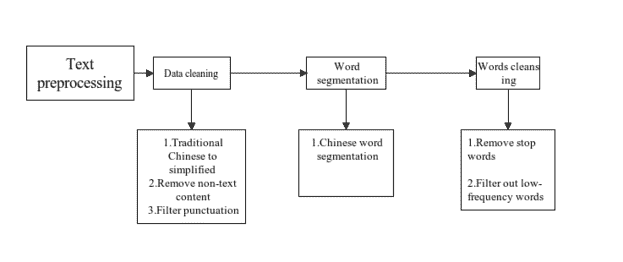 Text
preprocessing
Data cleaning
Word
segmentation
Words cleans
ing
1.Traditional
Chinese to
simplified
2.Remove non-text
content
3.Filter punctuation
1.Chinese word
segmentation
1.Remove stop
words
2.Filter out low-
frequency words